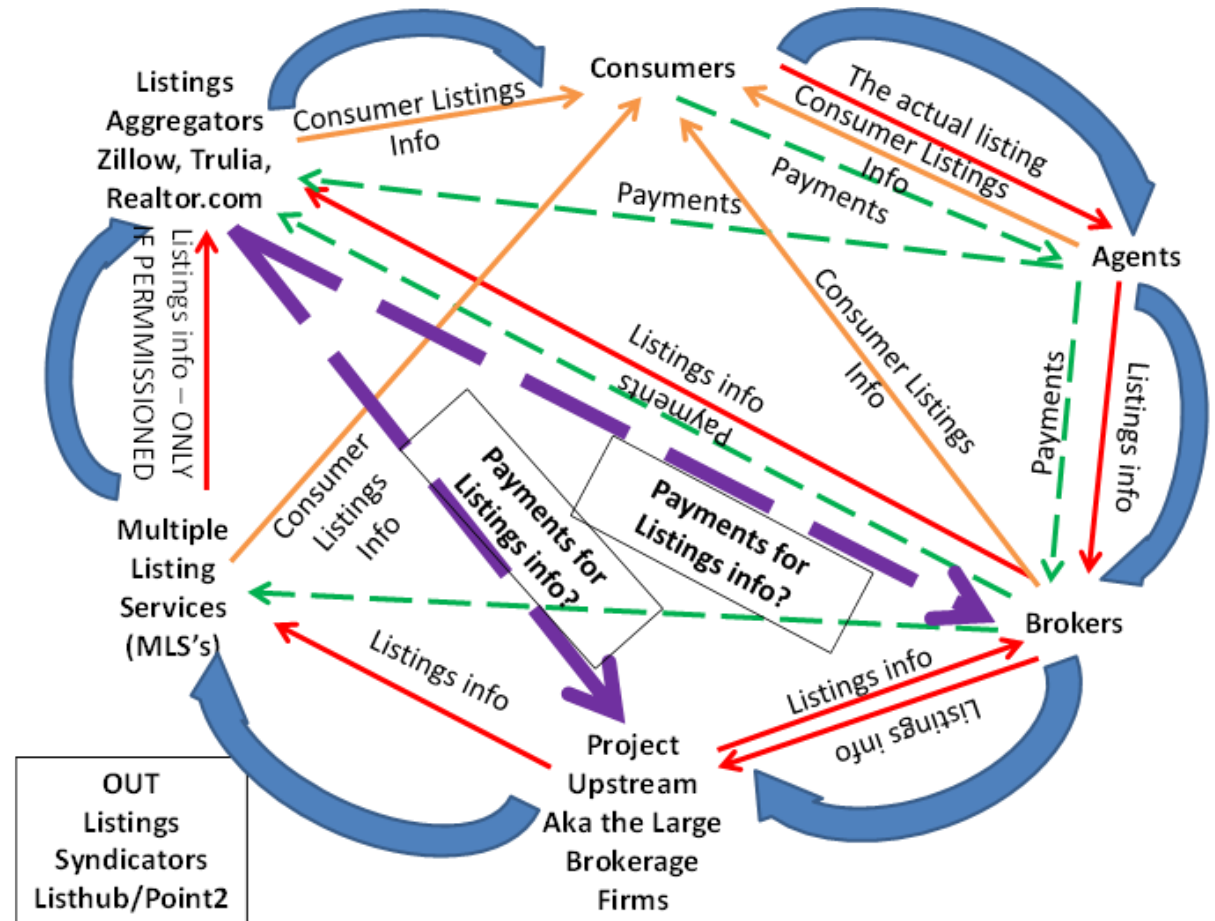 Listings
Aggregators
Zillow, Trulia,
Realtor.com
Consumers
Consumer Listings
Info
The actual listing
Consumer Listings
Info
Payments
Payments
Agents
Listings info – ONLY
IF PERMMISSIONED
Listings info
Payments
Consumer Listings
Info
Payments
Listings info
Consumer
Listings
Info
Payments for
Listings info?
Payments for
Listings info?
Multiple
Listing
Services
(MLS's)
Brokers
Listings info
Listings info
Listings info
Project
Upstream
Aka the Large
Brokerage
Firms
OUT
Listings
Syndicators
Listhub/Point2